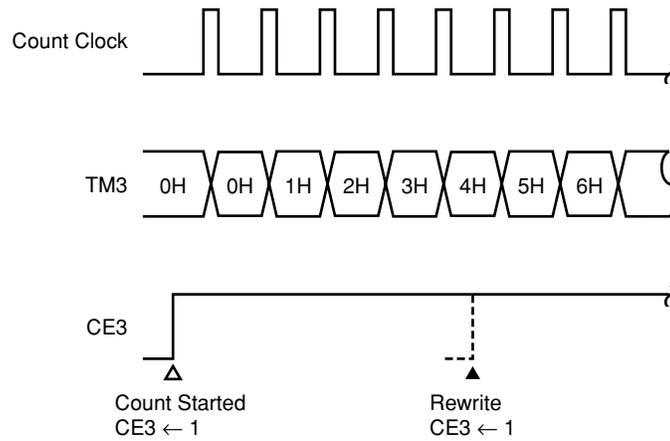 Count Clock
TM3
0H 0H 1H 2H 3H 4H 5H 6H
CE3
Count Started
CE3 ← 1
Rewrite
CE3 ← 1